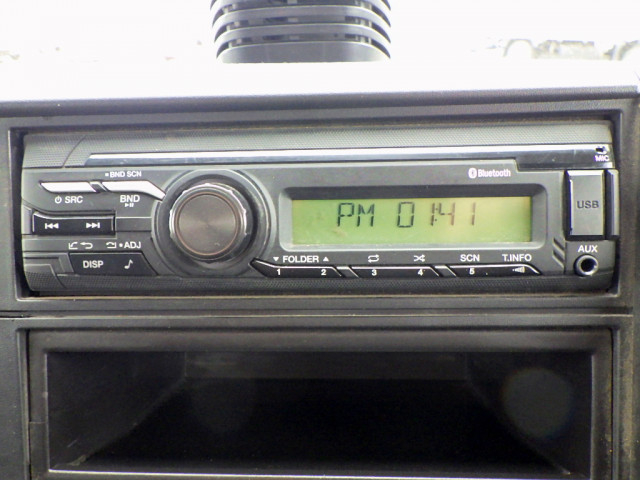 MIC
BND SCN
Bluetooth
SRC
BND
USB
PM 01:41
ADJ
AUX
DISP
FOLDER SCN T.INFO
1 2 3 4 5